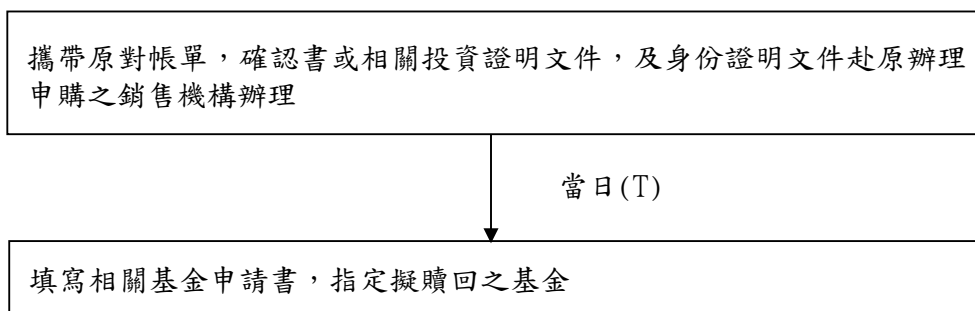 攜帶原對帳單，確認書或相關投資證明文件，及身份證明文件赴原辦理
申購之銷售機構辦理
當日(T)
填寫相關基金申請書，指定擬贖回之基金